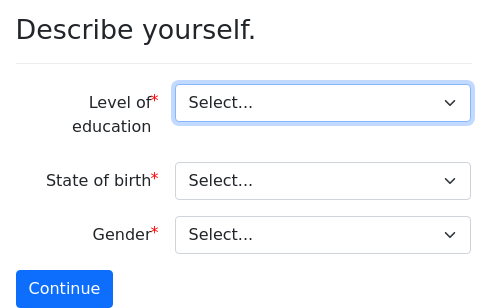 Describe yourself.
Level of*
education
Select...
State of birth*
Select...
Gender*
Select...
Continue